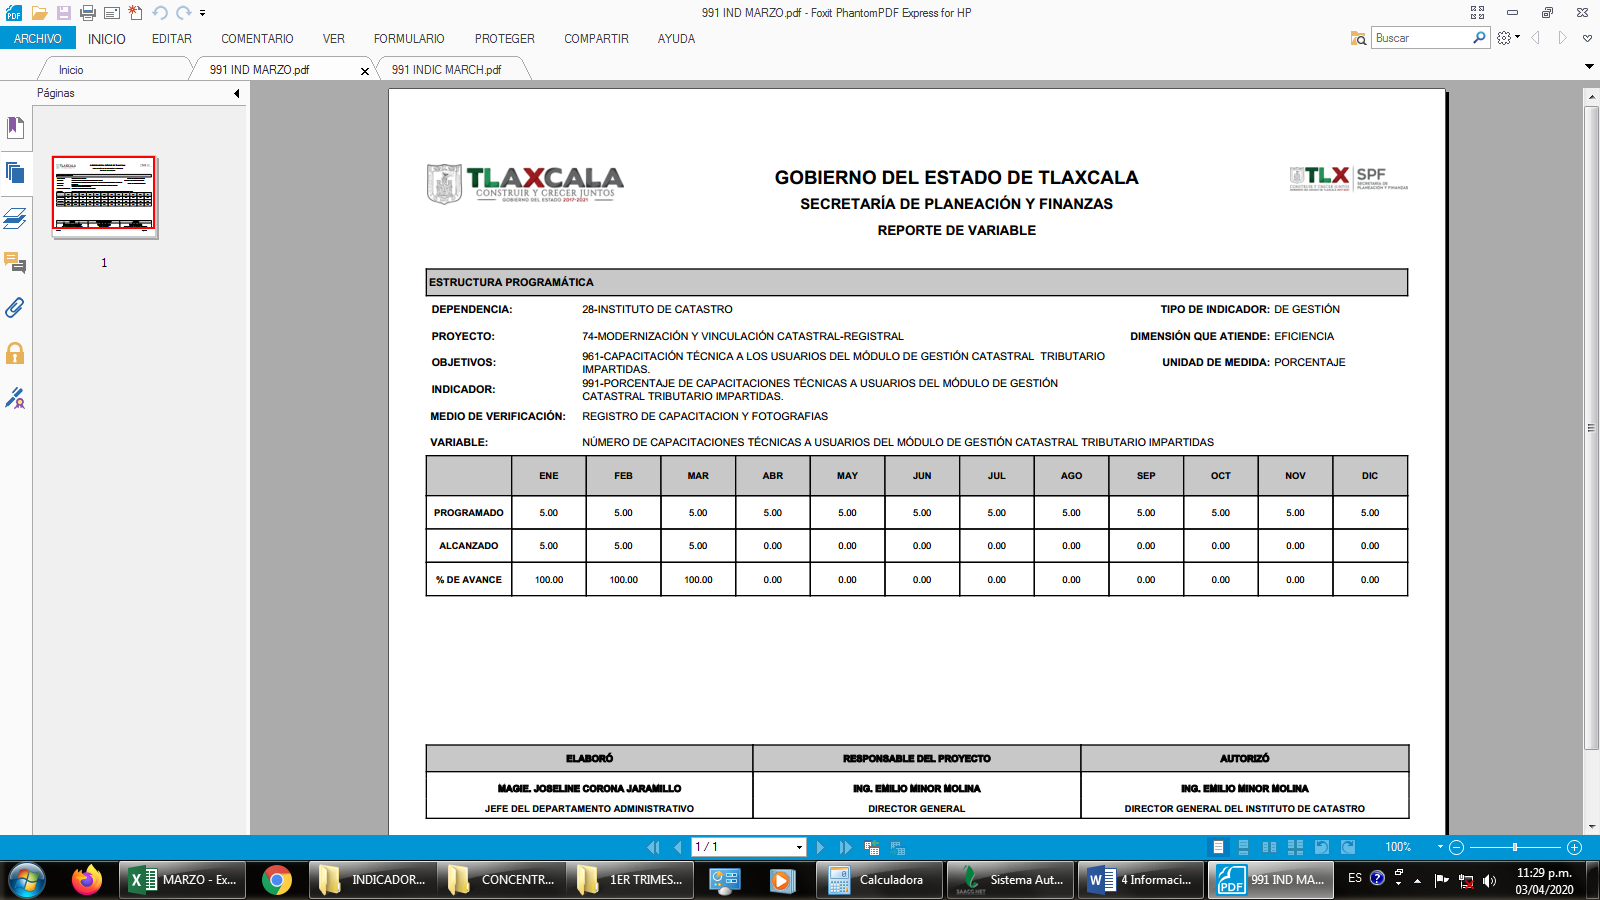 991 IND MARZO.pdf - Foxit PhantomPDF Express for HP
ARCHIVO INICIO EDITAR COMENTARIO VER FORMULARIO PROTEGER COMPARTIR AYUDA
Buscar
Inicio 991 IND MARZO.pdf 991 INDIC MARCH.pdf
Páginas
1
TLAXCALA
CONSTRUIR Y CRECER JUNTOS
GOBIERNO DEL ESTADO 2017-2021
GOBIERNO DEL ESTADO DE TLAXCALA
SECRETARÍA DE PLANEACIÓN Y FINANZAS
REPORTE DE VARIABLE
TLX SPF
SECRETARÍA DE
PLANEACIÓN Y FINANZAS
ESTRUCTURA PROGRAMÁTICA
DEPENDENCIA: 28-INSTITUTO DE CATASTRO TIPO DE INDICADOR: DE GESTIÓN
PROYECTO: 74-MODERNIZACIÓN Y VINCULACIÓN CATASTRAL-REGISTRAL DIMENSIÓN QUE ATIENDE: EFICIENCIA
OBJETIVOS: 961-CAPACITACIÓN TÉCNICA A LOS USUARIOS DEL MÓDULO DE GESTIÓN CATASTRAL TRIBUTARIO
IMPARTIDAS. UNIDAD DE MEDIDA: PORCENTAJE
INDICADOR: 991-PORCENTAJE DE CAPACITACIONES TÉCNICAS A USUARIOS DEL MÓDULO DE GESTIÓN
CATASTRAL TRIBUTARIO IMPARTIDAS.
MEDIO DE VERIFICACIÓN: REGISTRO DE CAPACITACION Y FOTOGRAFIAS
VARIABLE: NÚMERO DE CAPACITACIONES TÉCNICAS A USUARIOS DEL MÓDULO DE GESTIÓN CATASTRAL TRIBUTARIO IMPARTIDAS
ENE FEB MAR ABR MAY JUN JUL AGO SEP OCT NOV DIC
PROGRAMADO 5.00 5.00 5.00 5.00 5.00 5.00 5.00 5.00 5.00 5.00 5.00 5.00
ALCANZADO 5.00 5.00 5.00 0.00 0.00 0.00 0.00 0.00 0.00 0.00 0.00 0.00
% DE AVANCE 100.00 100.00 100.00 0.00 0.00 0.00 0.00 0.00 0.00 0.00 0.00 0.00
ELABORÓ RESPONSABLE DEL PROYECTO AUTORIZÓ
MAGIE. JOSELINE CORONA JARAMILLO ING. EMILIO MINOR MOLINA ING. EMILIO MINOR MOLINA
JEFE DEL DEPARTAMENTO ADMINISTRATIVO DIRECTOR GENERAL DIRECTOR GENERAL DEL INSTITUTO DE CATASTRO
1 / 1
100%
MARZO - Ex... INDICADOR... CONCENTR... 1ER TRIMES... Calculadora Sistema Aut... 4 Informaci... 991 IND MA...
ES
11:29 p.m.
03/04/2020